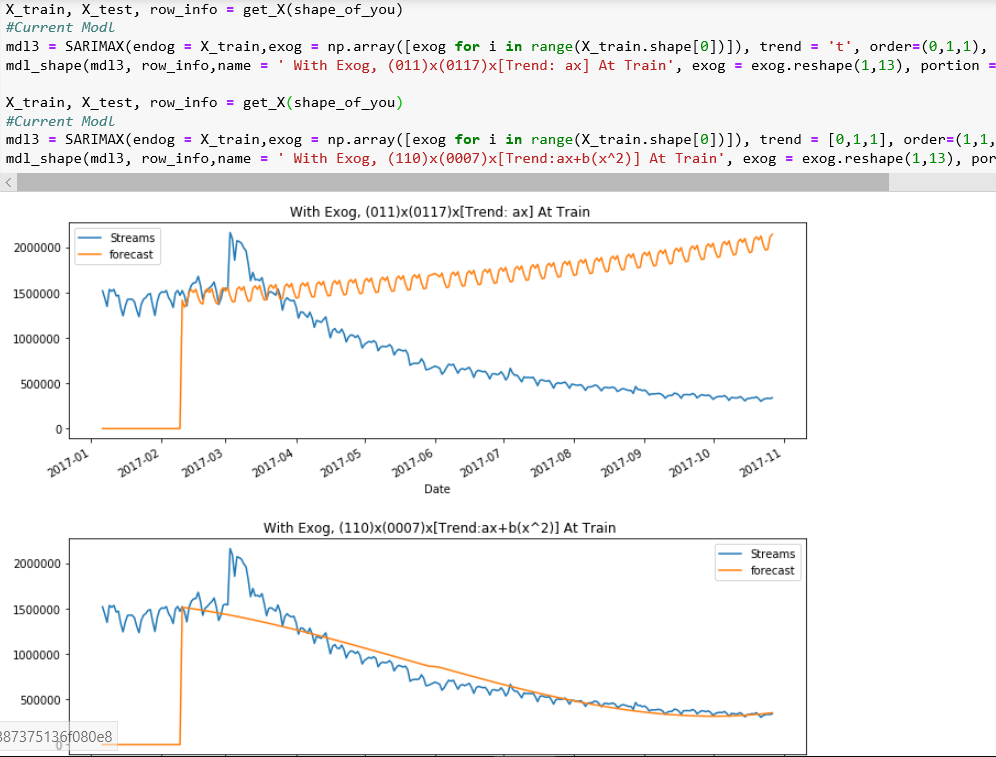 X_train, X_test, row_info = get_X(shape_of_you)
#Current Modl
mdl3 = SARIMAX(endog = X_train,exog = np.array([exog for i in range(X_train.shape[0])]), trend = 't', order=(0,1,1),
mdl_shape(mdl3, row_info,name = ' With Exog, (011)x(0117)x[Trend: ax] At Train', exog = exog.reshape(1,13), portion =
X_train, X_test, row_info = get_X(shape_of_you)
#Current Modl
mdl3 = SARIMAX(endog = X_train,exog = np.array([exog for i in range(X_train.shape[0])]), trend = [0,1,1], order=(1,1,
mdl_shape(mdl3, row_info,name = ' With Exog, (110)x(0007)x[Trend:ax+b(x^2)] At Train', exog = exog.reshape(1,13), por
With Exog, (011)x(0117)x[Trend: ax] At Train
Streams
forecast
2000000
1500000
1000000
500000
0
2017-01 2017-02 2017-03 2017-04 2017-05 2017-06 2017-07 2017-08 2017-09 2017-10 2017-11
Date
With Exog, (110)x(0007)x[Trend:ax+b(x^2)] At Train
Streams
forecast
2000000
1500000
1000000
500000
0
387375136f080e8